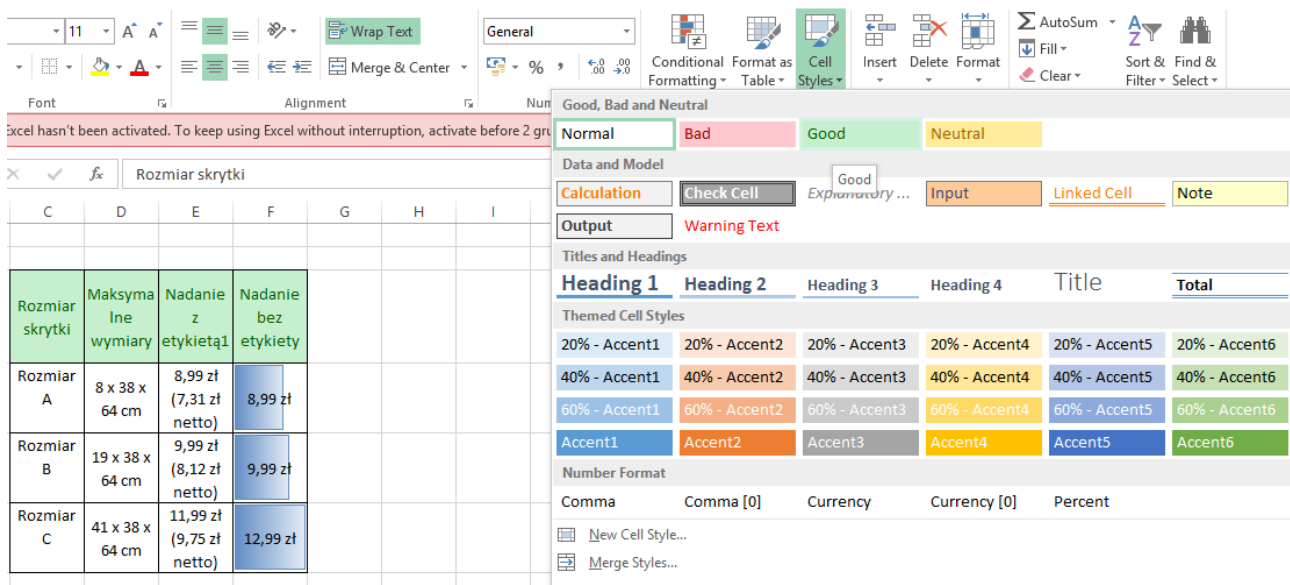 11
Wrap Text
General
AutoSum
Fill
Clear
Merge & Center
%
Conditional Formatting
Format as Table
Cell Styles
Insert
Delete
Format
Sort & Filter
Find & Select
Font
Alignment
Excel hasn't been activated. To keep using Excel without interruption, activate before 2 gru
fx
Rozmiar skrytki
C D E F G H I
Rozmiar skrytki
Maksyma
lne
wymiary
Nadanie
z
etykietą1
Nadanie
bez
etykiety
Rozmiar
A
8 x 38 x
64 cm
8,99 zł
(7,31 zł
netto)
8,99 zł
Rozmiar
B
19 x 38 x
64 cm
9,99 zł
(8,12 zł
netto)
9,99 zł
Rozmiar
C
41 x 38 x
64 cm
11,99 zł
(9,75 zł
netto)
12,99 zł
Good, Bad and Neutral
Normal Bad Good Neutral
Good
Data and Model
Calculation Check Cell Explanatory ... Input Linked Cell Note
Output Warning Text
Titles and Headings
Heading 1 Heading 2 Heading 3 Heading 4 Title Total
Themed Cell Styles
20% - Accent1 20% - Accent2 20% - Accent3 20% - Accent4 20% - Accent5 20% - Accent6
40% - Accent1 40% - Accent2 40% - Accent3 40% - Accent4 40% - Accent5 40% - Accent6
60% - Accent1 60% - Accent2 60% - Accent3 60% - Accent4 60% - Accent5 60% - Accent6
Accent1 Accent2 Accent3 Accent4 Accent5 Accent6
Number Format
Comma Comma [0] Currency Currency [0] Percent
New Cell Style...
Merge Styles...